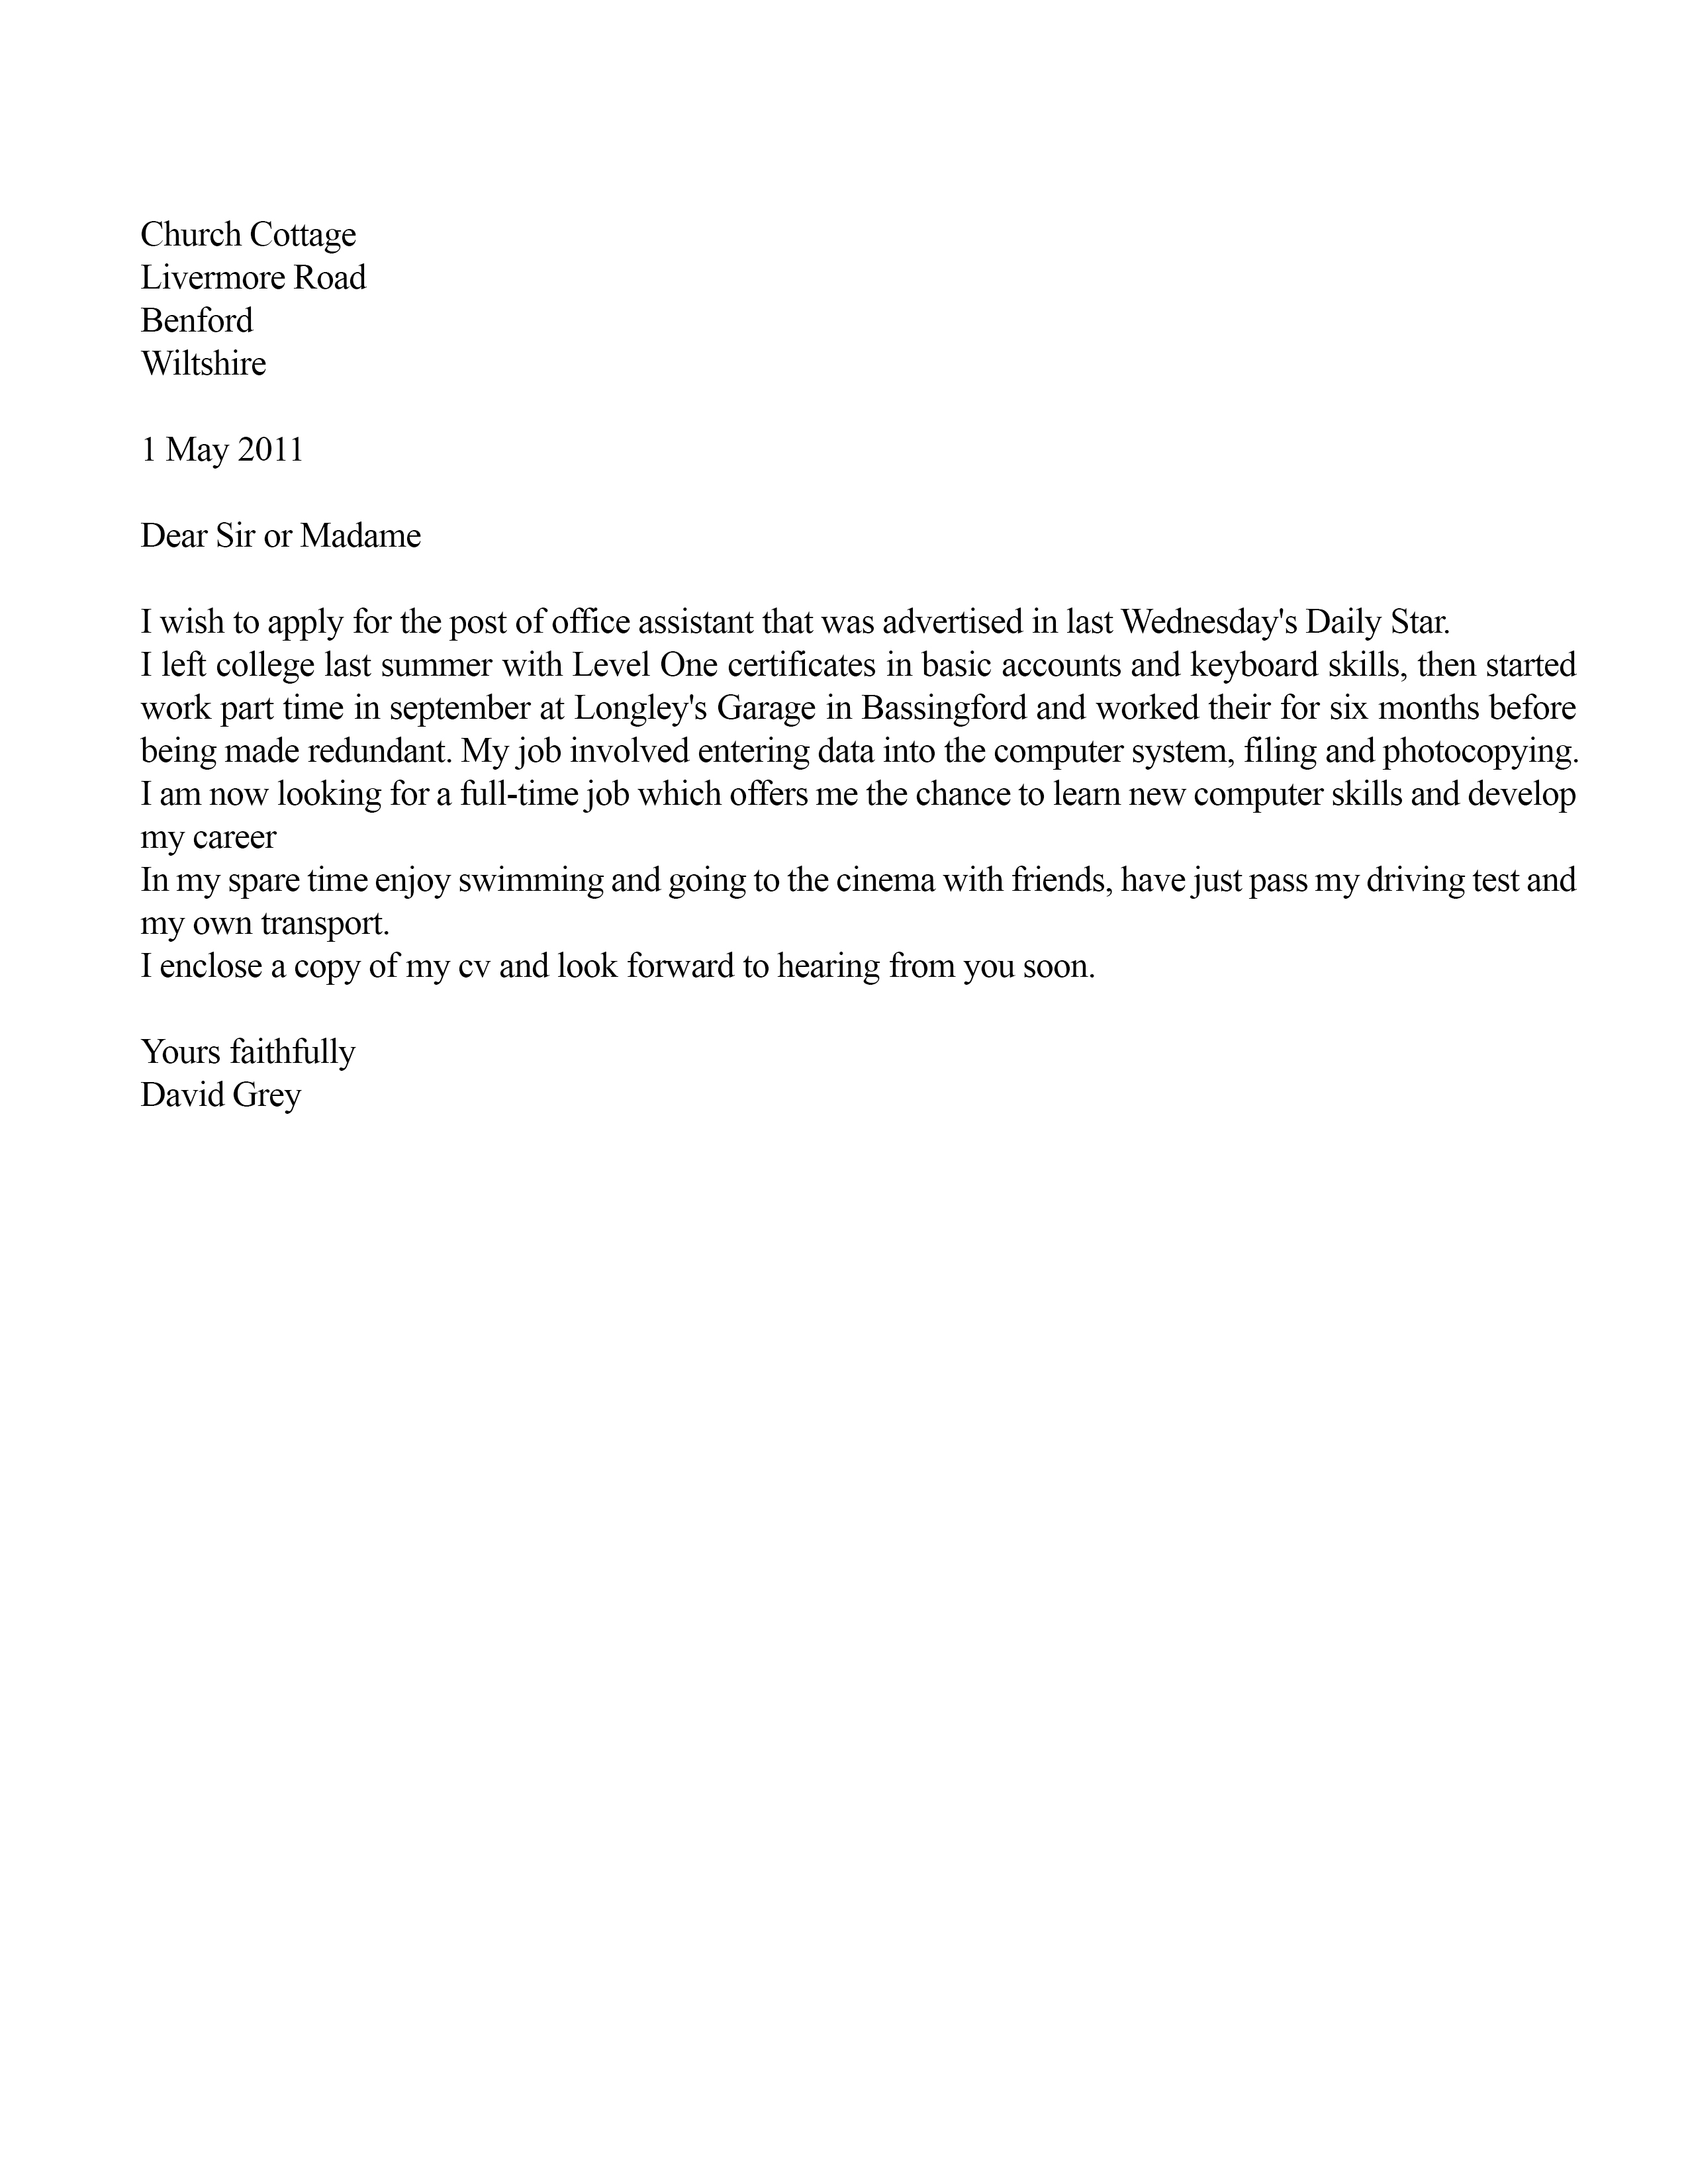 Church Cottage
Livermore Road
Benford
Wiltshire
1 May 2011
Dear Sir or Madame
I wish to apply for the post of office assistant that was advertised in last Wednesday's Daily Star.
I left college last summer with Level One certificates in basic accounts and keyboard skills, then started
work part time in september at Longley's Garage in Bassingford and worked their for six months before
being made redundant. My job involved entering data into the computer system, filing and photocopying.
I am now looking for a full-time job which offers me the chance to learn new computer skills and develop
my career
In my spare time enjoy swimming and going to the cinema with friends, have just pass my driving test and
my own transport.
I enclose a copy of my cv and look forward to hearing from you soon.
Yours faithfully
David Grey